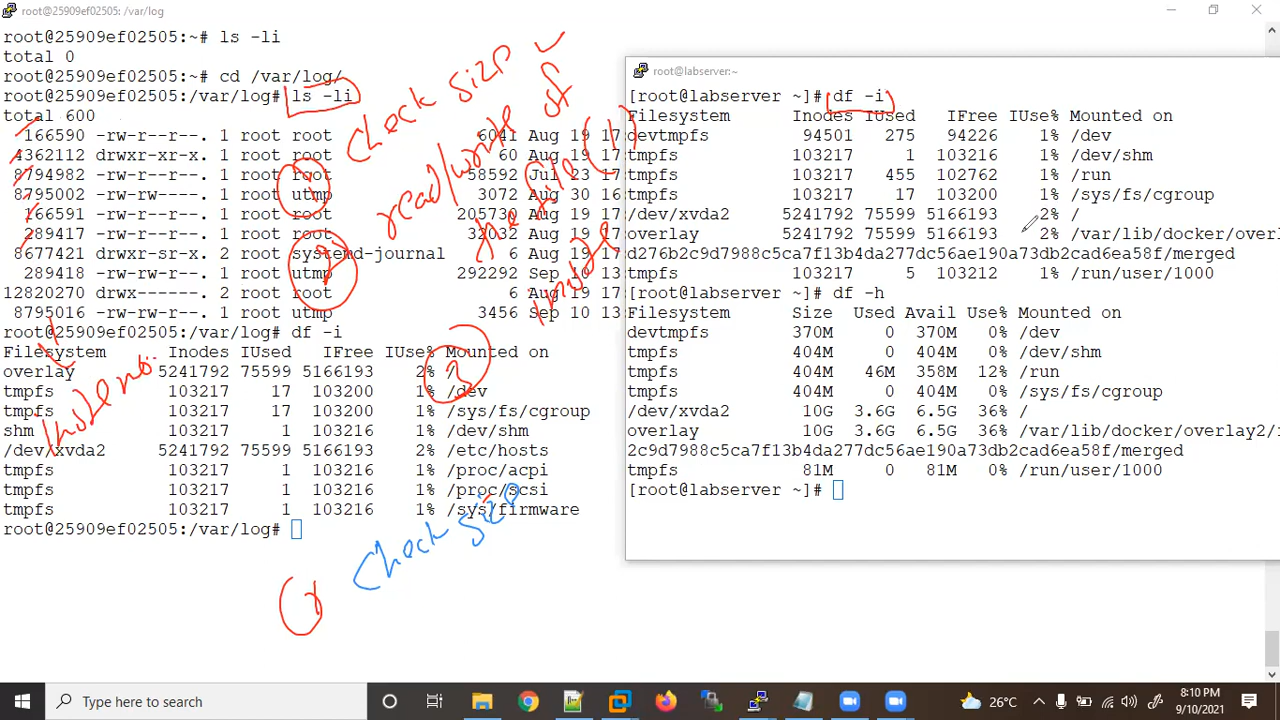 root@25909ef02505: /var/log
root@25909ef02505:~# ls -li
total 0
root@25909ef02505:~# cd /var/log/
root@25909ef02505:/var/log# ls -li
total 600
166590 -rw-r--r--. 1 root root 6041 Aug 19 17
4362112 drwxr-xr-x. 1 root root 60 Aug 19 17
8794982 -rw-r--r--. 1 root root 58592 Jul 23 17
8795002 -rw-rw----. 1 root utmp 3072 Aug 30 16
166591 -rw-r--r--. 1 root root 205730 Aug 19 17
289417 -rw-r--r--. 1 root root 32032 Aug 19 17
8677421 drwxr-sr-x. 2 root systemd-journal 6 Aug 19 17
289418 -rw-rw-r--. 1 root utmp 292292 Sep 10 13
12820270 drwx------. 2 root root 6 Aug 19 17
8795016 -rw-rw-r--. 1 root utmp 3456 Sep 10 13
root@25909ef02505:/var/log# df -i
Filesystem Inodes IUsed IFree IUse% Mounted on
overlay 5241792 75599 5166193 2% /
tmpfs 103217 17 103200 1% /dev
tmpfs 103217 17 103200 1% /sys/fs/cgroup
shm 103217 1 103216 1% /dev/shm
/dev/xvda2 5241792 75599 5166193 2% /etc/hosts
tmpfs 103217 1 103216 1% /proc/acpi
tmpfs 103217 1 103216 1% /proc/scsi
tmpfs 103217 1 103216 1% /sys/firmware
root@25909ef02505:/var/log#
root@labserver:~
[root@labserver ~]# df -i
Filesystem Inodes IUsed IFree IUse% Mounted on
devtmpfs 94501 275 94226 1% /dev
tmpfs 103217 1 103216 1% /dev/shm
tmpfs 103217 455 102762 1% /run
tmpfs 103217 17 103200 1% /sys/fs/cgroup
/dev/xvda2 5241792 75599 5166193 2% /
overlay 5241792 75599 5166193 2% /var/lib/docker/overl
d276b2c9d7988c5ca7f13b4da277dc56ae190a73db2cad6ea58f/merged
tmpfs 103217 5 103212 1% /run/user/1000
[root@labserver ~]# df -h
Filesystem Size Used Avail Use% Mounted on
devtmpfs 370M 0 370M 0% /dev
tmpfs 404M 0 404M 0% /dev/shm
tmpfs 404M 46M 358M 12% /run
tmpfs 404M 0 404M 0% /sys/fs/cgroup
/dev/xvda2 10G 3.6G 6.5G 36% /
overlay 10G 3.6G 6.5G 36% /var/lib/docker/overlay2/
2c9d7988c5ca7f13b4da277dc56ae190a73db2cad6ea58f/merged
tmpfs 81M 0 81M 0% /run/user/1000
[root@labserver ~]#
1 check size
2 read/write of
the file(1)
3 inode
inode no.
check size
Type here to search
26°C
8:10 PM
9/10/2021